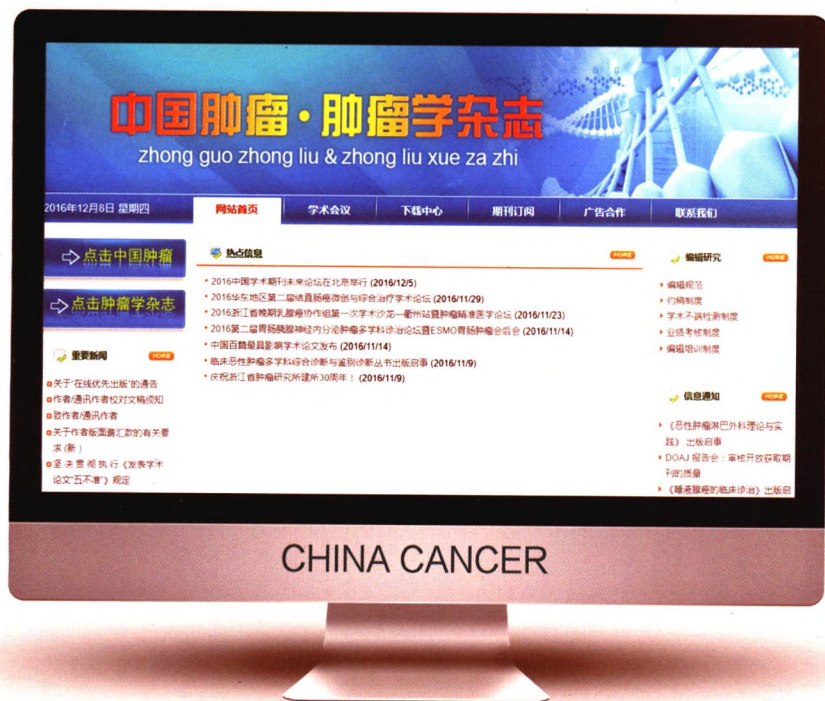 中国肿瘤·肿瘤学杂志
zhong guo zhong liu & zhong liu xue za zhi
2016年12月8日 星期四
网站首页 学术会议 下载中心 期刊订阅 广告合作 联系我们
点击中国肿瘤
点击肿瘤学杂志
重要新闻 MORE
关于“在线优先出版”的通告
作者/通讯作者校对文稿须知
致作者/通讯作者
关于作者版面费汇款的有关要
求(新)
坚决贯彻执行《发表学术
论文“五不准”》规定
热点信息 MORE
2016中国学术期刊未来论坛在北京举行 (2016/12/5)
2016华东地区第二届结直肠癌微创与综合治疗学术论坛 (2016/11/29)
2016浙江省晚期乳腺癌协作组第一次学术沙龙—衢州站暨肿瘤精准医学论坛 (2016/11/23)
2016第二届胃肠胰腺神经内分泌肿瘤多学科诊治论坛暨ESMO胃肠肿瘤会后会 (2016/11/14)
中国百篇最具影响学术论文发布 (2016/11/14)
临床恶性肿瘤多学科综合诊断与鉴别诊断丛书出版启事 (2016/11/9)
庆祝浙江省肿瘤研究所建所30周年! (2016/11/9)
编辑研究 MORE
编辑规范
约稿制度
学术不端检测制度
业绩考核制度
编辑培训制度
信息通知 MORE
《恶性肿瘤淋巴外科理论与实
践》出版启事
DOAJ 报告会:审核开放获取期
刊的质量
《唾液腺癌的临床诊治》出版启
CHINA CANCER